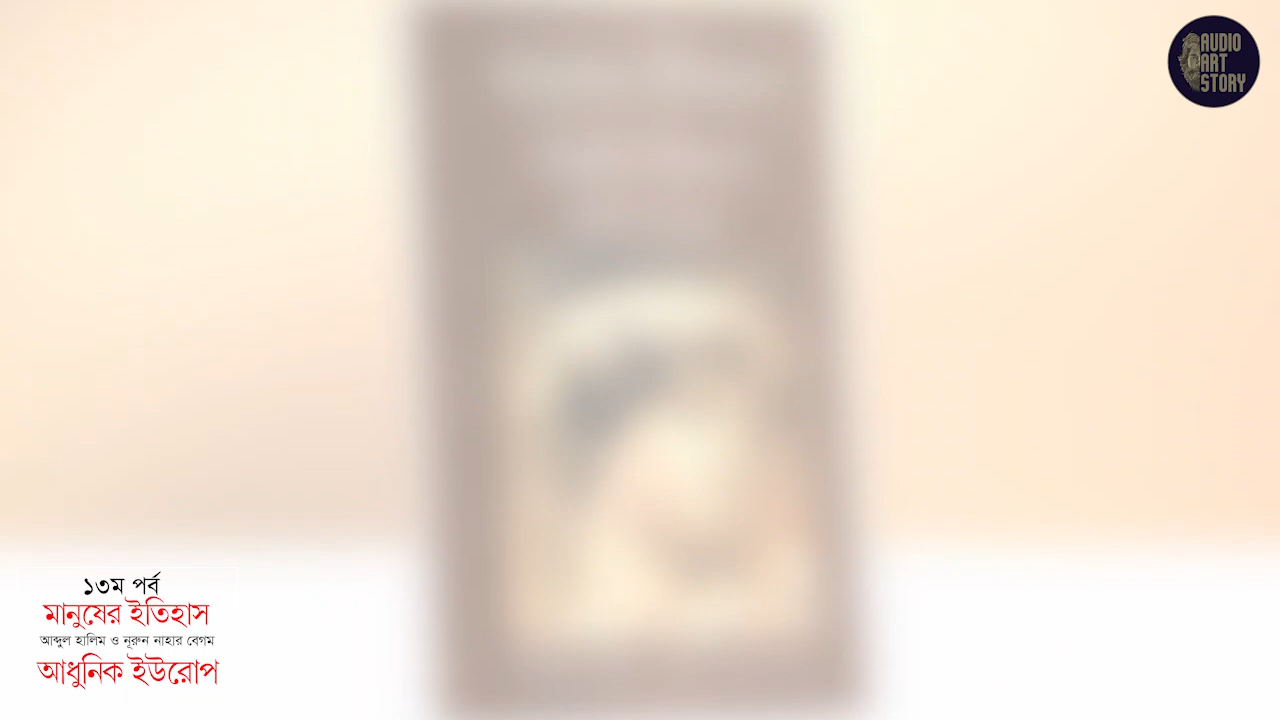 AUDIO
ART
STORY
১৩ম পর্ব
মানুষের ইতিহাস
আব্দুল হালিম ও নূরুন নাহার বেগম
আধুনিক ইউরোপ